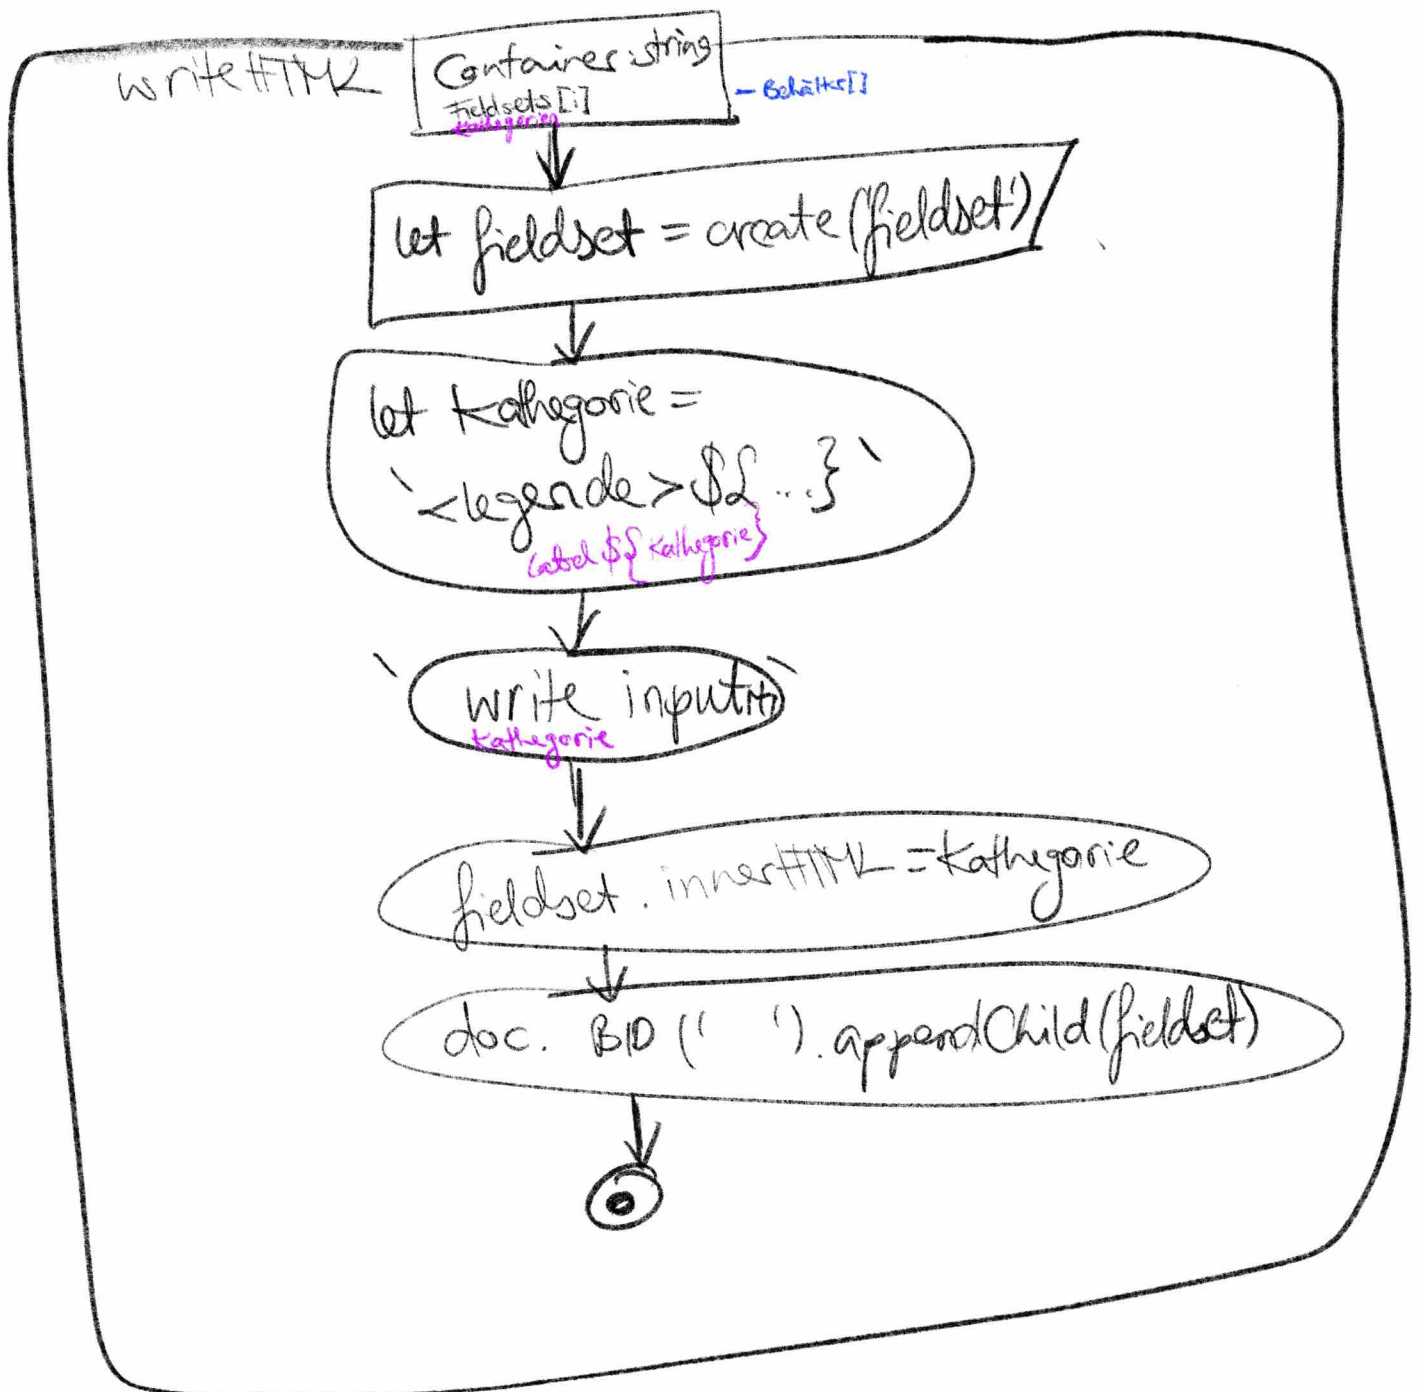 writeHTML
Container: string
Fieldsets[i]
Kathegorien
- Behälter[]
let fieldset = create('fieldset')
let Kathegorie =
`<legende>${...}`
label ${Kathegorie}
` write input `
Kathegorie
fieldset.innerHTML = Kathegorie
doc. BID(' ').appendChild(fieldset)